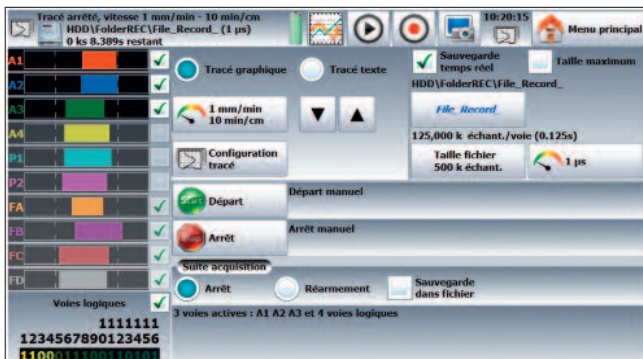 Tracé arrêté, vitesse 1 mm/min - 10 min/cm
HDD\FolderREC\File_Record_ (1 µs)
0 ks 8.389s restant
10:20:15
Menu principal
A1
A2
A3
A4
P1
P2
FA
FB
FC
FD
Voies logiques
1111111
1234567890123456
1100011100110101
Tracé graphique
Tracé texte
1 mm/min
10 min/cm
Configuration
tracé
Sauvegarde
temps réel
Taille maximum
HDD\FolderREC\File_Record_
File_Record_
125,000 k échant./voie (0.125s)
Taille fichier
500 k échant.
1 µs
Start
Départ
Départ manuel
Stop
Arrêt
Arrêt manuel
Suite acquisition
Arrêt
Réarmement
Sauvegarde
dans fichier
3 voies actives : A1 A2 A3 et 4 voies logiques